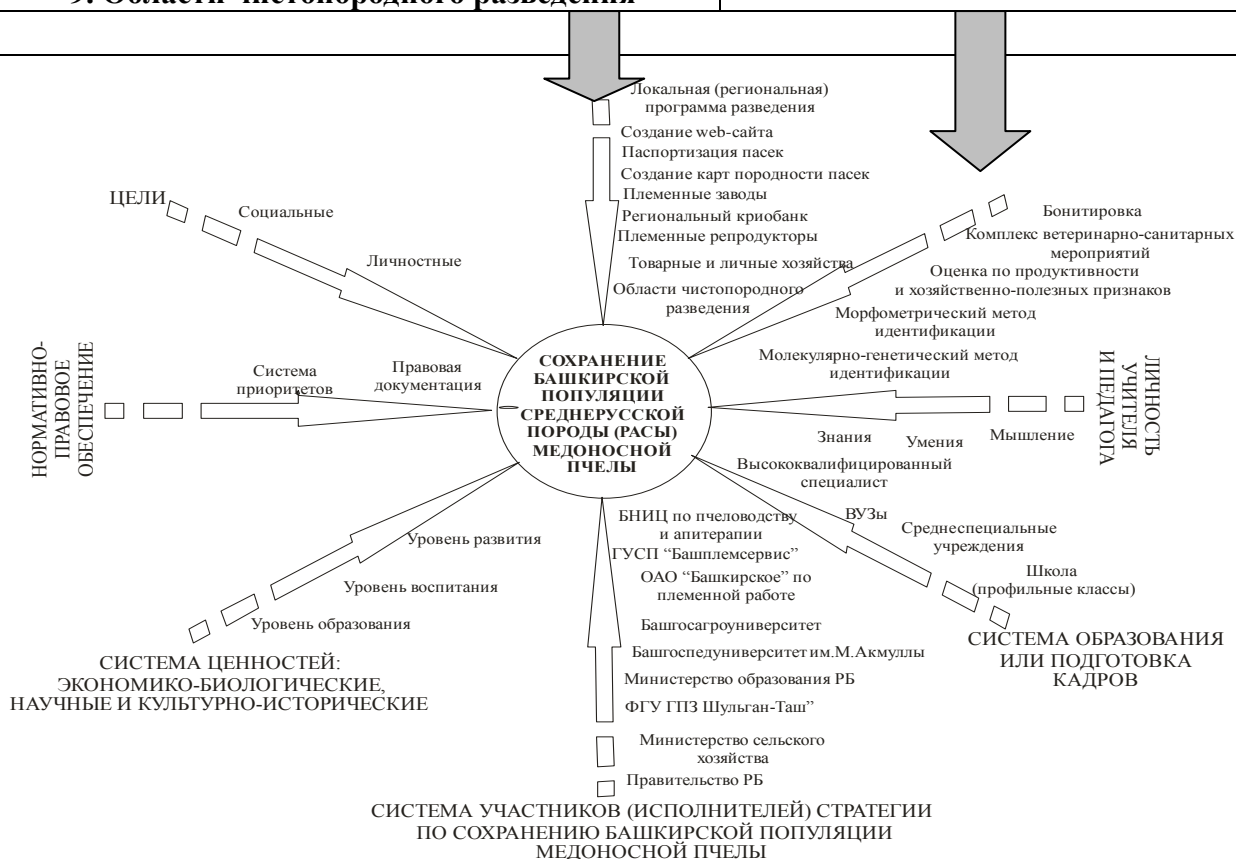 9. Области чистопородного разведения
Локальная (региональная)
программа разведения
Создание web-сайта
Паспортизация пасек
Создание карт породности пасек
Племенные заводы
Региональный криобанк
Племенные репродукторы
Товарные и личные хозяйства
Области чистопородного
разведения
ЦЕЛИ
Социальные
Личностные
Бонитировка
Комплекс ветеринарно-санитарных
мероприятий
Оценка по продуктивности
и хозяйственно-полезных признаков
Морфометрический метод
идентификации
Молекулярно-генетический метод
идентификации
НОРМАТИВНО-
ПРАВОВОЕ
ОБЕСПЕЧЕНИЕ
Система
приоритетов
Правовая
документация
СОХРАНЕНИЕ
БАШКИРСКОЙ
ПОПУЛЯЦИИ
СРЕДНЕРУССКОЙ
ПОРОДЫ (РАСЫ)
МЕДОНОСНОЙ
ПЧЕЛЫ
ЛИЧНОСТЬ
УЧИТЕЛЯ
И ПЕДАГОГА
Знания
Умения
Мышление
Высококвалифицированный
специалист
ВУЗы
Среднеспециальные
учреждения
Школа
(профильные классы)
СИСТЕМА ОБРАЗОВАНИЯ
ИЛИ ПОДГОТОВКА
КАДРОВ
Уровень развития
Уровень воспитания
Уровень образования
СИСТЕМА ЦЕННОСТЕЙ:
ЭКОНОМИКО-БИОЛОГИЧЕСКИЕ,
НАУЧНЫЕ И КУЛЬТУРНО-ИСТОРИЧЕСКИЕ
БНИЦ по пчеловодству
и апитерапии
ГУСП “Башплемсервис”
ОАО “Башкирское” по
племенной работе
Башгосагроуниверситет
Башгоспедуниверситет им.М.Акмуллы
Министерство образования РБ
ФГУ ГПЗ Шульган-Таш”
Министерство сельского
хозяйства
Правительство РБ
СИСТЕМА УЧАСТНИКОВ (ИСПОЛНИТЕЛЕЙ) СТРАТЕГИИ
ПО СОХРАНЕНИЮ БАШКИРСКОЙ ПОПУЛЯЦИИ
МЕДОНОСНОЙ ПЧЕЛЫ